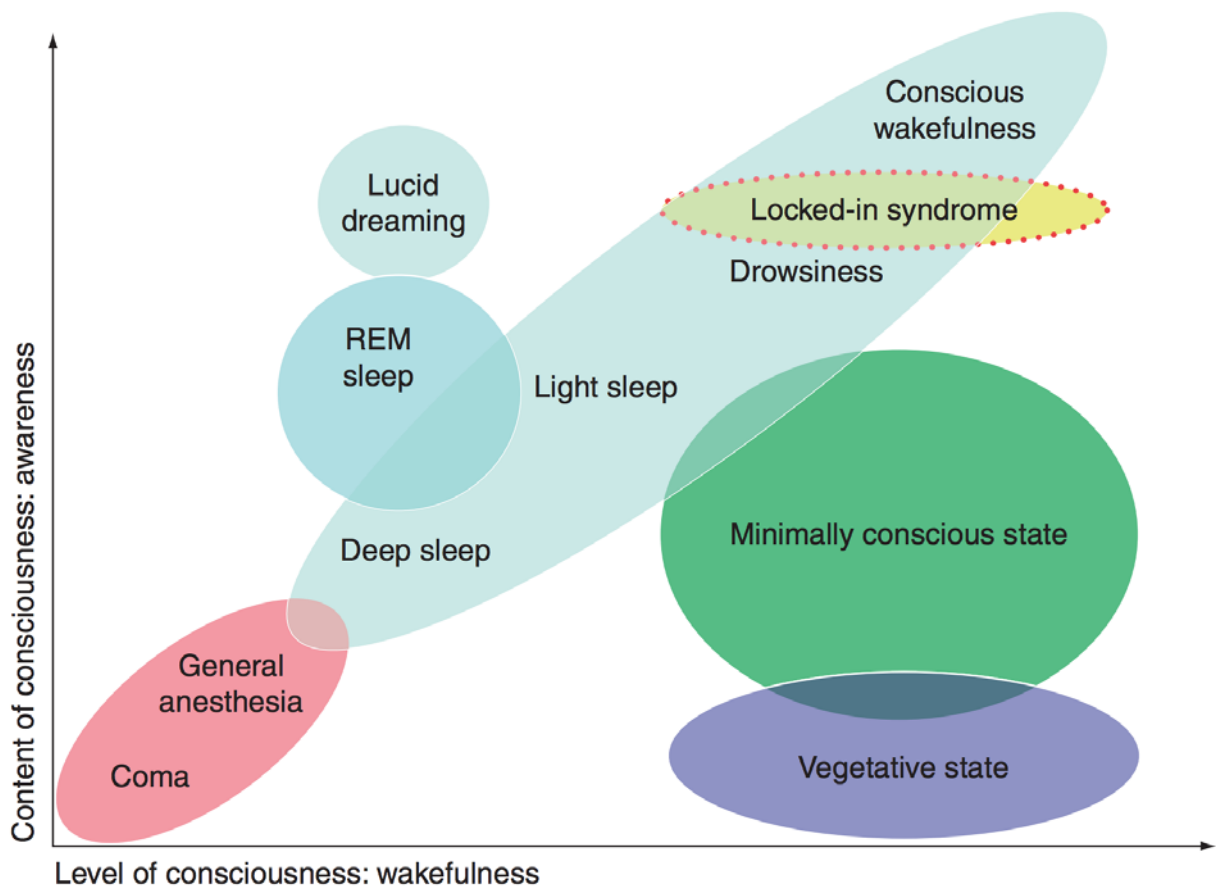 Conscious
wakefulness
Lucid
dreaming
Locked-in syndrome
Drowsiness
REM
sleep
Light sleep
Minimally conscious state
Deep sleep
General
anesthesia
Coma
Vegetative state
Content of consciousness: awareness
Level of consciousness: wakefulness